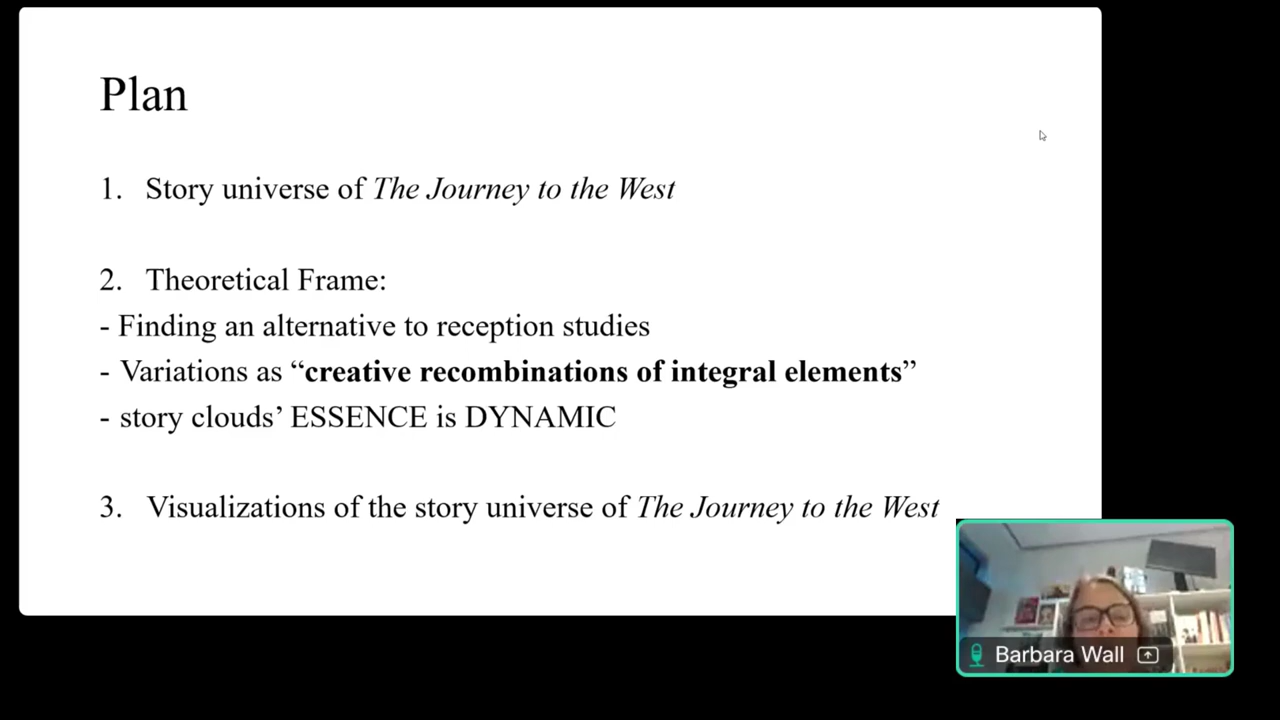 Plan
1. Story universe of The Journey to the West
2. Theoretical Frame:
- Finding an alternative to reception studies
- Variations as “creative recombinations of integral elements”
- story clouds’ ESSENCE is DYNAMIC
3. Visualizations of the story universe of The Journey to the West
Barbara Wall